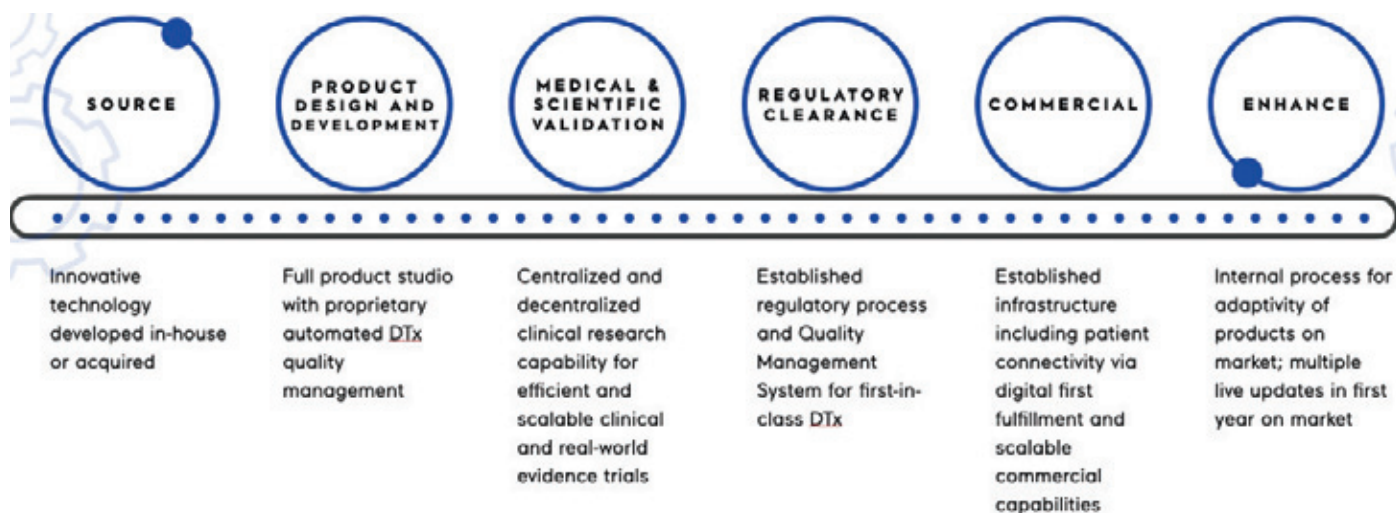 SOURCE
PRODUCT
DESIGN AND
DEVELOPMENT
MEDICAL &
SCIENTIFIC
VALIDATION
REGULATORY
CLEARANCE
COMMERCIAL
ENHANCE
Innovative
technology
developed in-house
or acquired
Full product studio
with proprietary
automated DTx
quality
management
Centralized and
decentralized
clinical research
capability for
efficient and
scalable clinical
and real-world
evidence trials
Established
regulatory process
and Quality
Management
System for first-in-
class DTx
Established
infrastructure
including patient
connectivity via
digital first
fulfillment and
scalable
commercial
capabilities
Internal process for
adaptivity of
products on
market; multiple
live updates in first
year on market